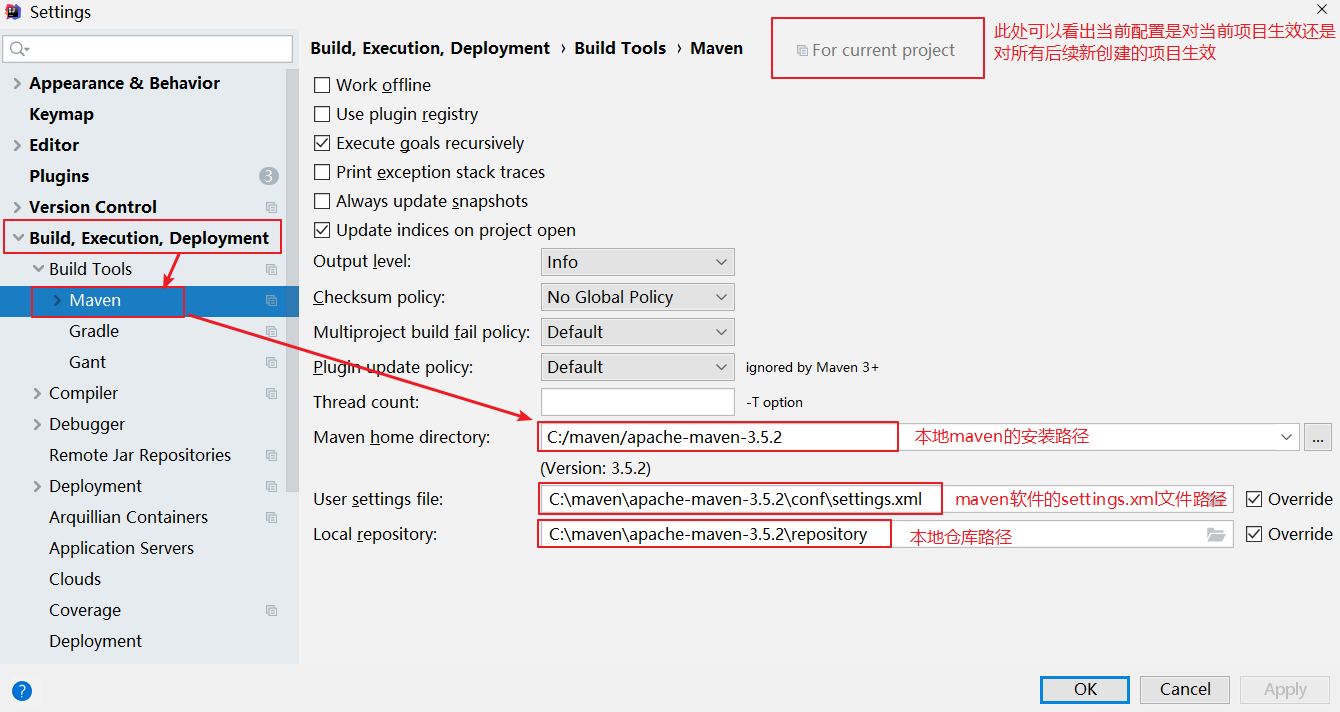 Settings
Appearance & Behavior
Keymap
Editor
Plugins
3
Version Control
Build, Execution, Deployment
Build Tools
Maven
Gradle
Gant
Compiler
Debugger
Remote Jar Repositories
Deployment
Arquillian Containers
Application Servers
Clouds
Coverage
Deployment
?
Build, Execution, Deployment › Build Tools › Maven
For current project
此处可以看出当前配置是对当前项目生效还是
对所有后续新创建的项目生效
Work offline
Use plugin registry
Execute goals recursively
Print exception stack traces
Always update snapshots
Update indices on project open
Output level: Info
Checksum policy: No Global Policy
Multiproject build fail policy: Default
Plugin update policy: Default ignored by Maven 3+
Thread count: -T option
Maven home directory: C:/maven/apache-maven-3.5.2 本地maven的安装路径 ...
(Version: 3.5.2)
User settings file: C:\maven\apache-maven-3.5.2\conf\settings.xml maven软件的settings.xml文件路径 Override
Local repository: C:\maven\apache-maven-3.5.2\repository 本地仓库路径 Override
OK Cancel Apply